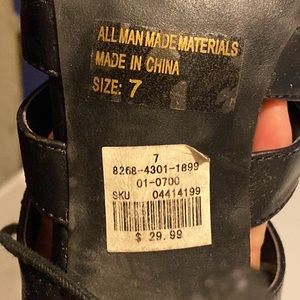 ALL MAN MADE MATERIALS
MADE IN CHINA
SIZE: 7
7
8268-4301-1899
01-0700
SKU 04414199
$ 29.99